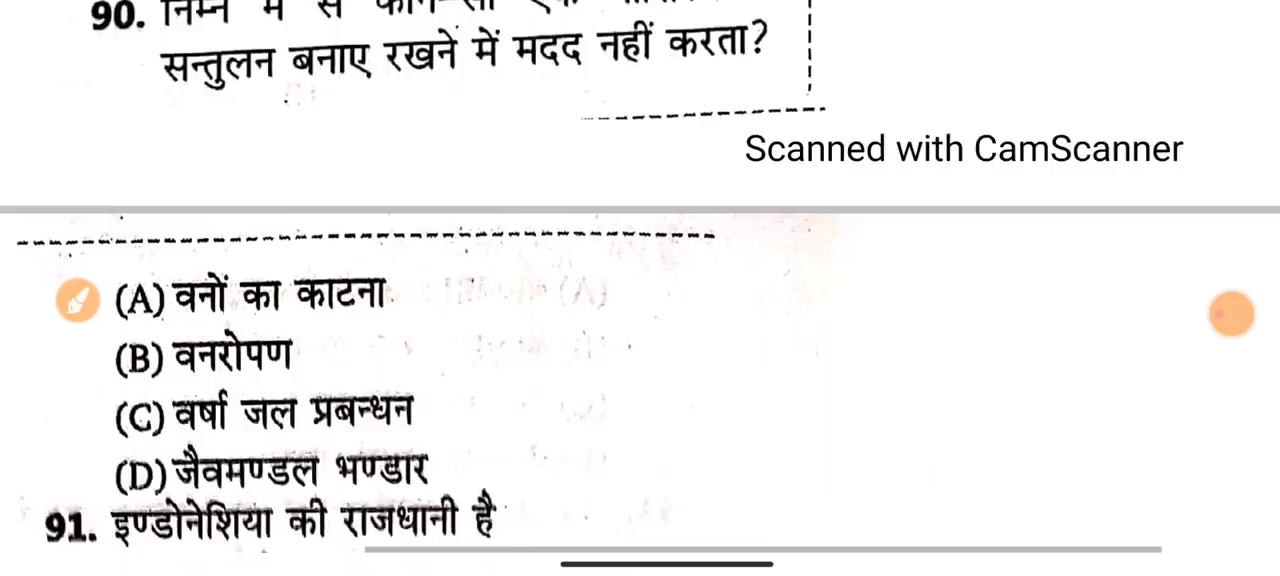 90. निम्न में से
सन्तुलन बनाए रखने में मदद नहीं करता?
Scanned with CamScanner
(A) वनों का काटना
(B) वनरोपण
(C) वर्षा जल प्रबन्धन
(D) जैवमण्डल भण्डार
91. इण्डोनेशिया की राजधानी है